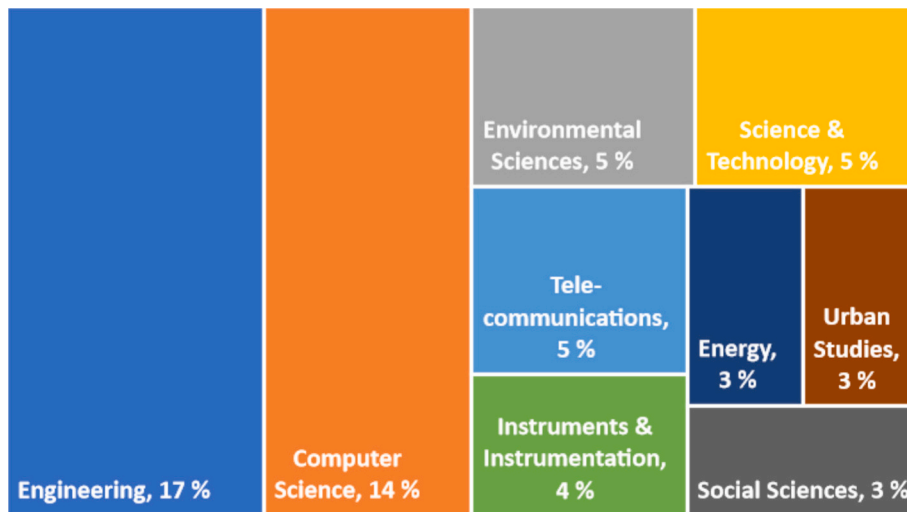 Engineering, 17 %
Computer
Science, 14 %
Environmental
Sciences, 5 %
Science &
Technology, 5 %
Tele-
communications,
5 %
Instruments &
Instrumentation,
4 %
Energy,
3 %
Urban
Studies,
3 %
Social Sciences, 3 %